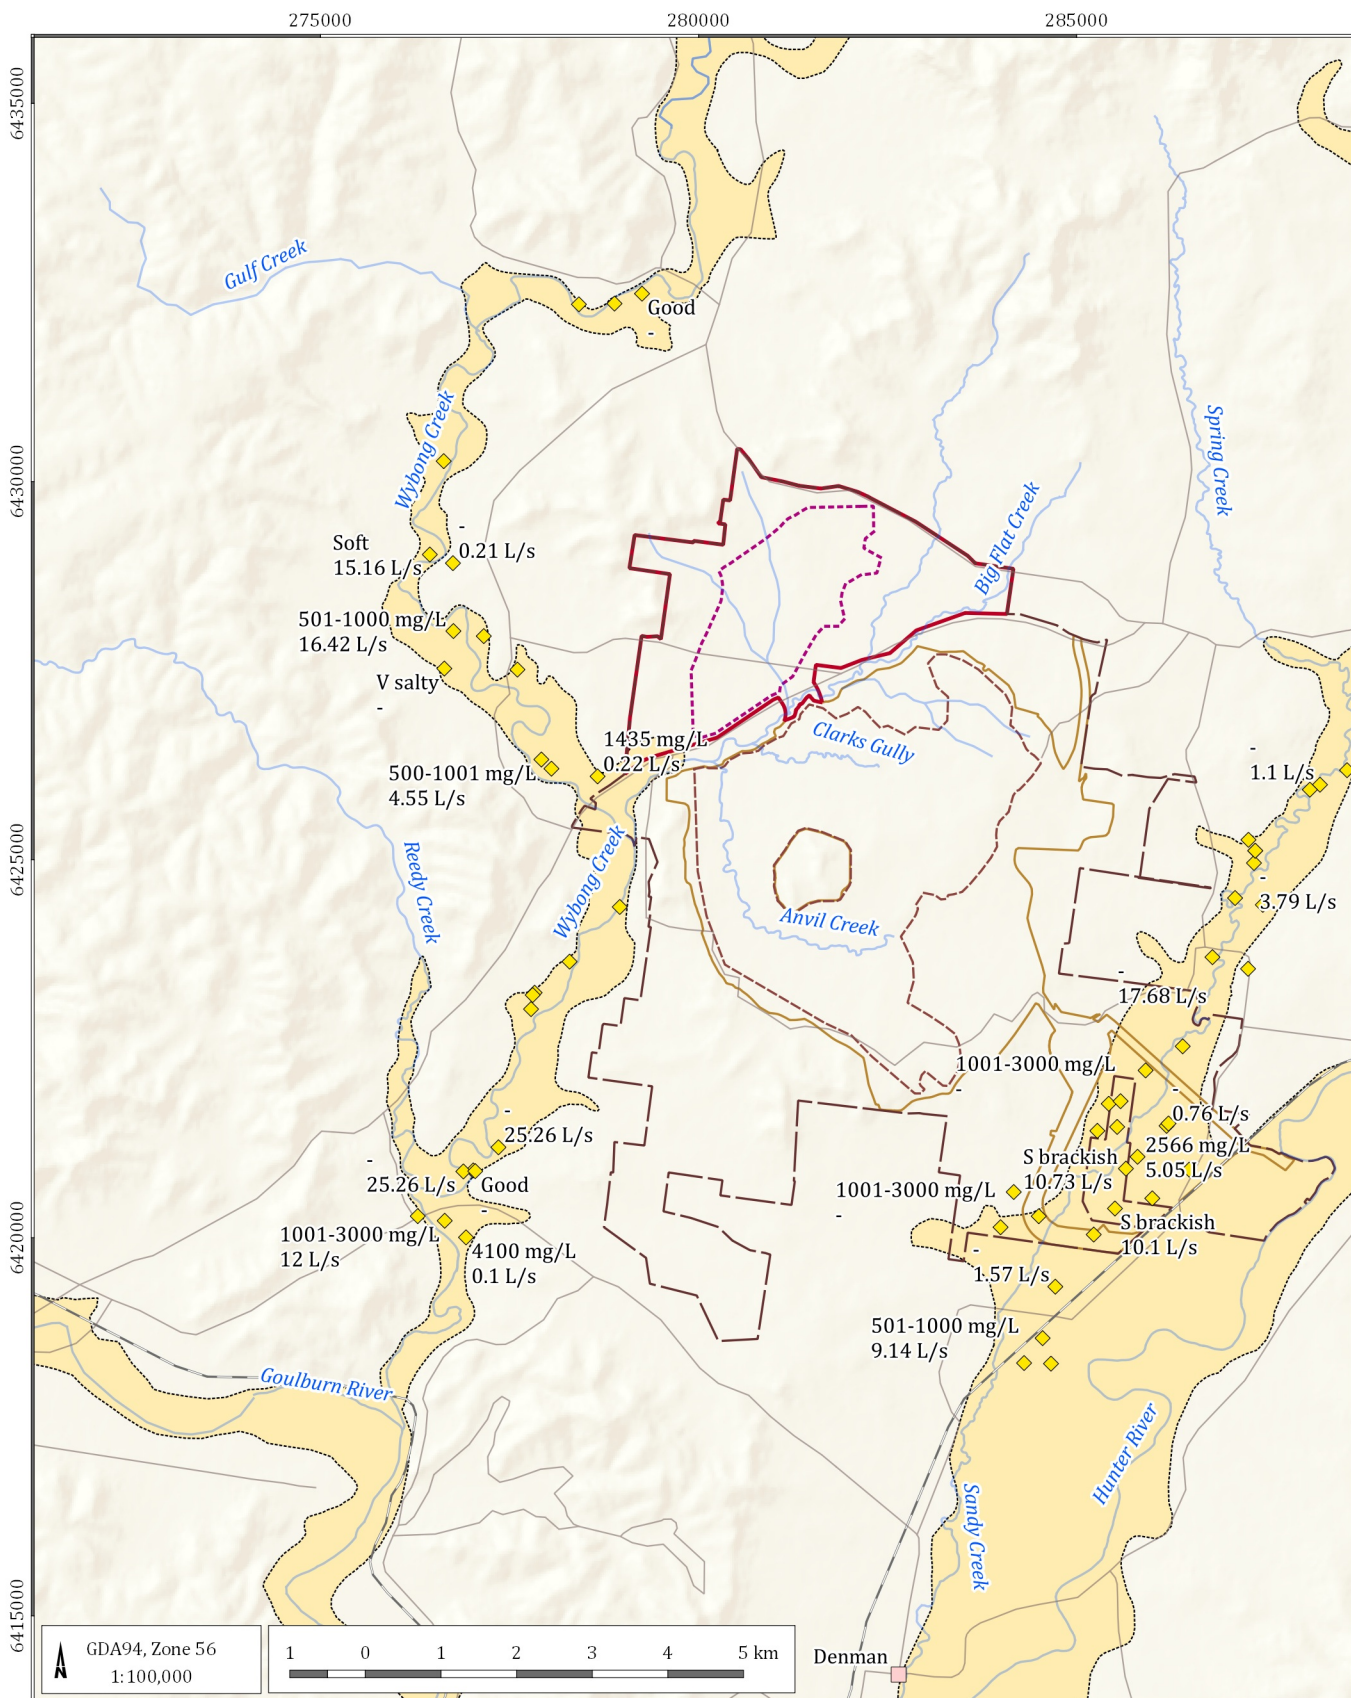 275000
280000
285000
6435000
6430000
6425000
6420000
6415000
Gulf Creek
Good
-
Wybong Creek
Spring Creek
Big Flat Creek
-
0.21 L/s
Soft
15.16 L/s
501-1000 mg/L
16.42 L/s
V salty
-
1435 mg/L
0.22 L/s
500-1001 mg/L
4.55 L/s
Clarks Gully
-
1.1 L/s
Reedy Creek
Wybong Creek
Anvil Creek
-
3.79 L/s
-
17.68 L/s
1001-3000 mg/L
-
-
0.76 L/s
2566 mg/L
5.05 L/s
-
25.26 L/s
-
25.26 L/s
Good
-
S brackish
10.73 L/s
1001-3000 mg/L
-
S brackish
10.1 L/s
1001-3000 mg/L
12 L/s
4100 mg/L
0.1 L/s
-
1.57 L/s
501-1000 mg/L
9.14 L/s
Goulburn River
Hunter River
Sandy Creek
Denman
N
GDA94, Zone 56
1:100,000
1 0 1 2 3 4 5 km